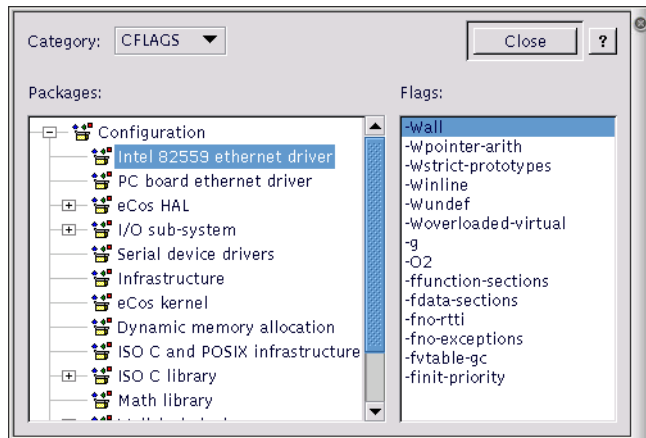 Category: CFLAGS Close ?
Packages: Flags:
Configuration
Intel 82559 ethernet driver
PC board ethernet driver
eCos HAL
I/O sub-system
Serial device drivers
Infrastructure
eCos kernel
Dynamic memory allocation
ISO C and POSIX infrastructure
ISO C library
Math library
-Wall
-Wpointer-arith
-Wstrict-prototypes
-Winline
-Wundef
-Woverloaded-virtual
-g
-O2
-ffunction-sections
-fdata-sections
-fno-rtti
-fno-exceptions
-fvtable-gc
-finit-priority